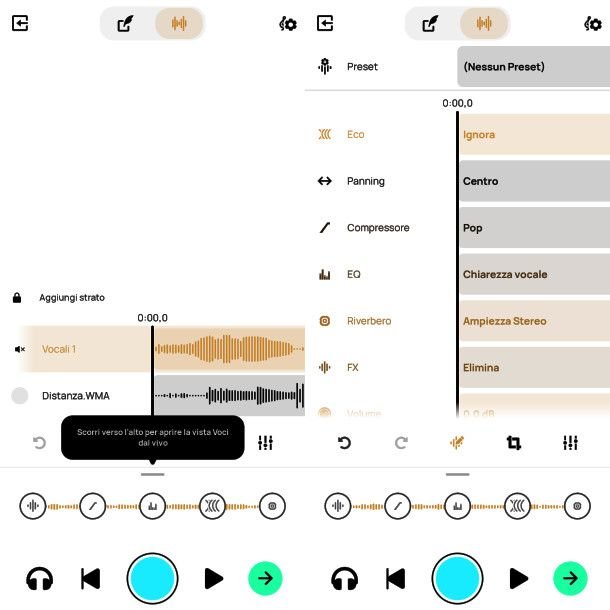 Aggiungi strato
0:00,0
Vocali 1
Distanza.WMA
Scorri verso l'alto per aprire la vista Voci
dal vivo
Preset
(Nessun Preset)
0:00,0
Eco
Ignora
Panning
Centro
Compressore
Pop
EQ
Chiarezza vocale
Riverbero
Ampiezza Stereo
FX
Elimina
Volume
0.0 dB